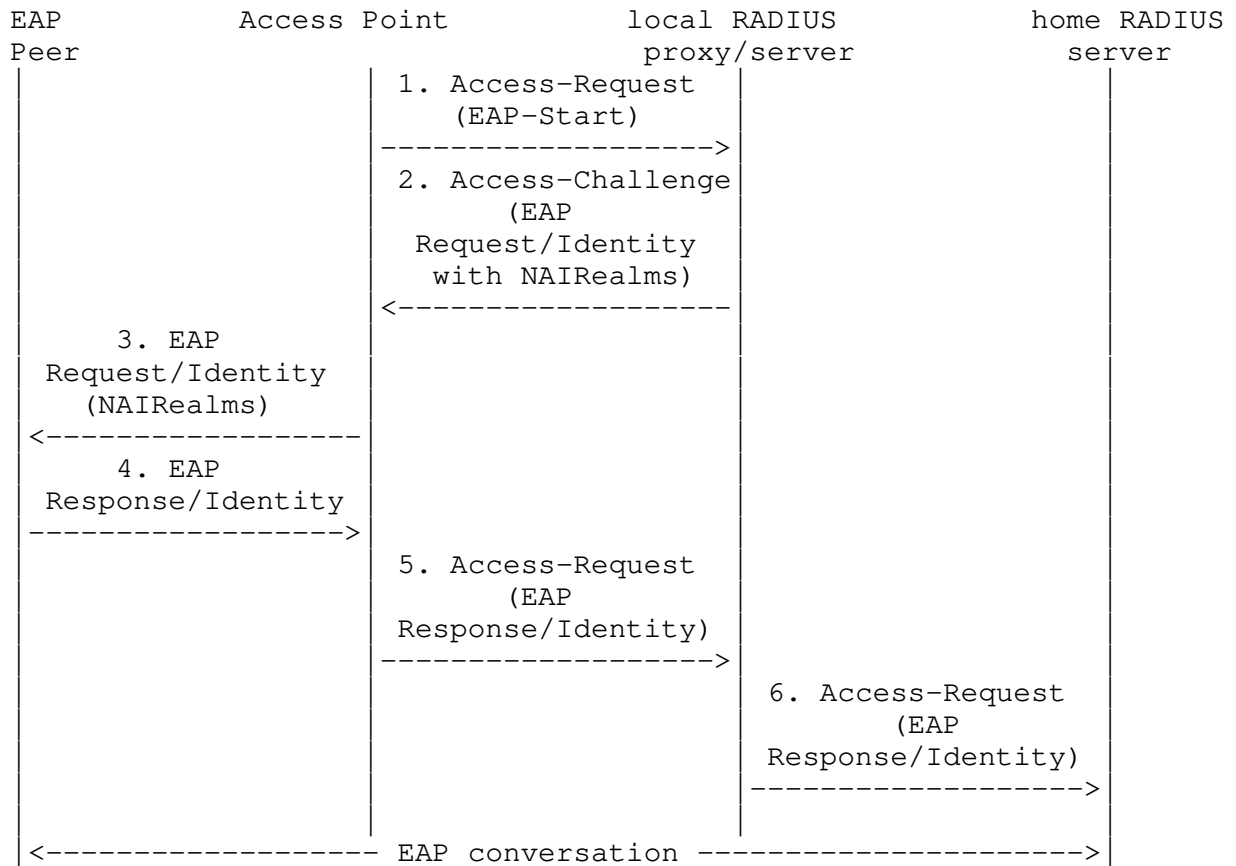 EAP Access Point local RADIUS home RADIUS
Peer proxy/server server
1. Access-Request
(EAP-Start)
2. Access-Challenge
(EAP
Request/Identity
with NAIRealms)
3. EAP
Request/Identity
(NAIRealms)
4. EAP
Response/Identity
5. Access-Request
(EAP
Response/Identity)
6. Access-Request
(EAP
Response/Identity)
EAP conversation